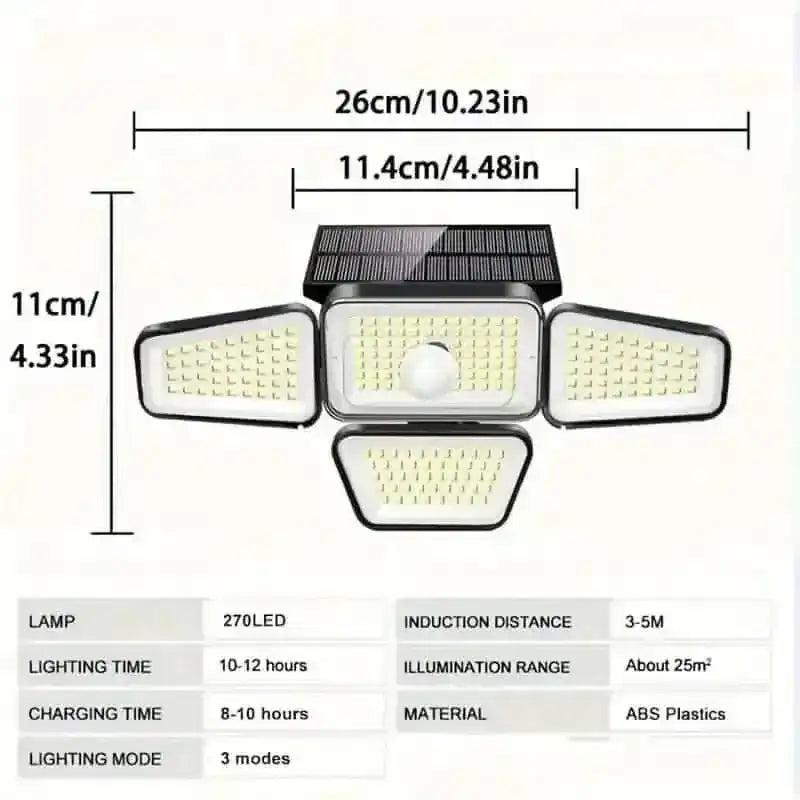 26cm/10.23in
11.4cm/4.48in
11cm/
4.33in
LAMP 270LED
LIGHTING TIME 10-12 hours
CHARGING TIME 8-10 hours
LIGHTING MODE 3 modes
INDUCTION DISTANCE 3-5M
ILLUMINATION RANGE About 25m²
MATERIAL ABS Plastics